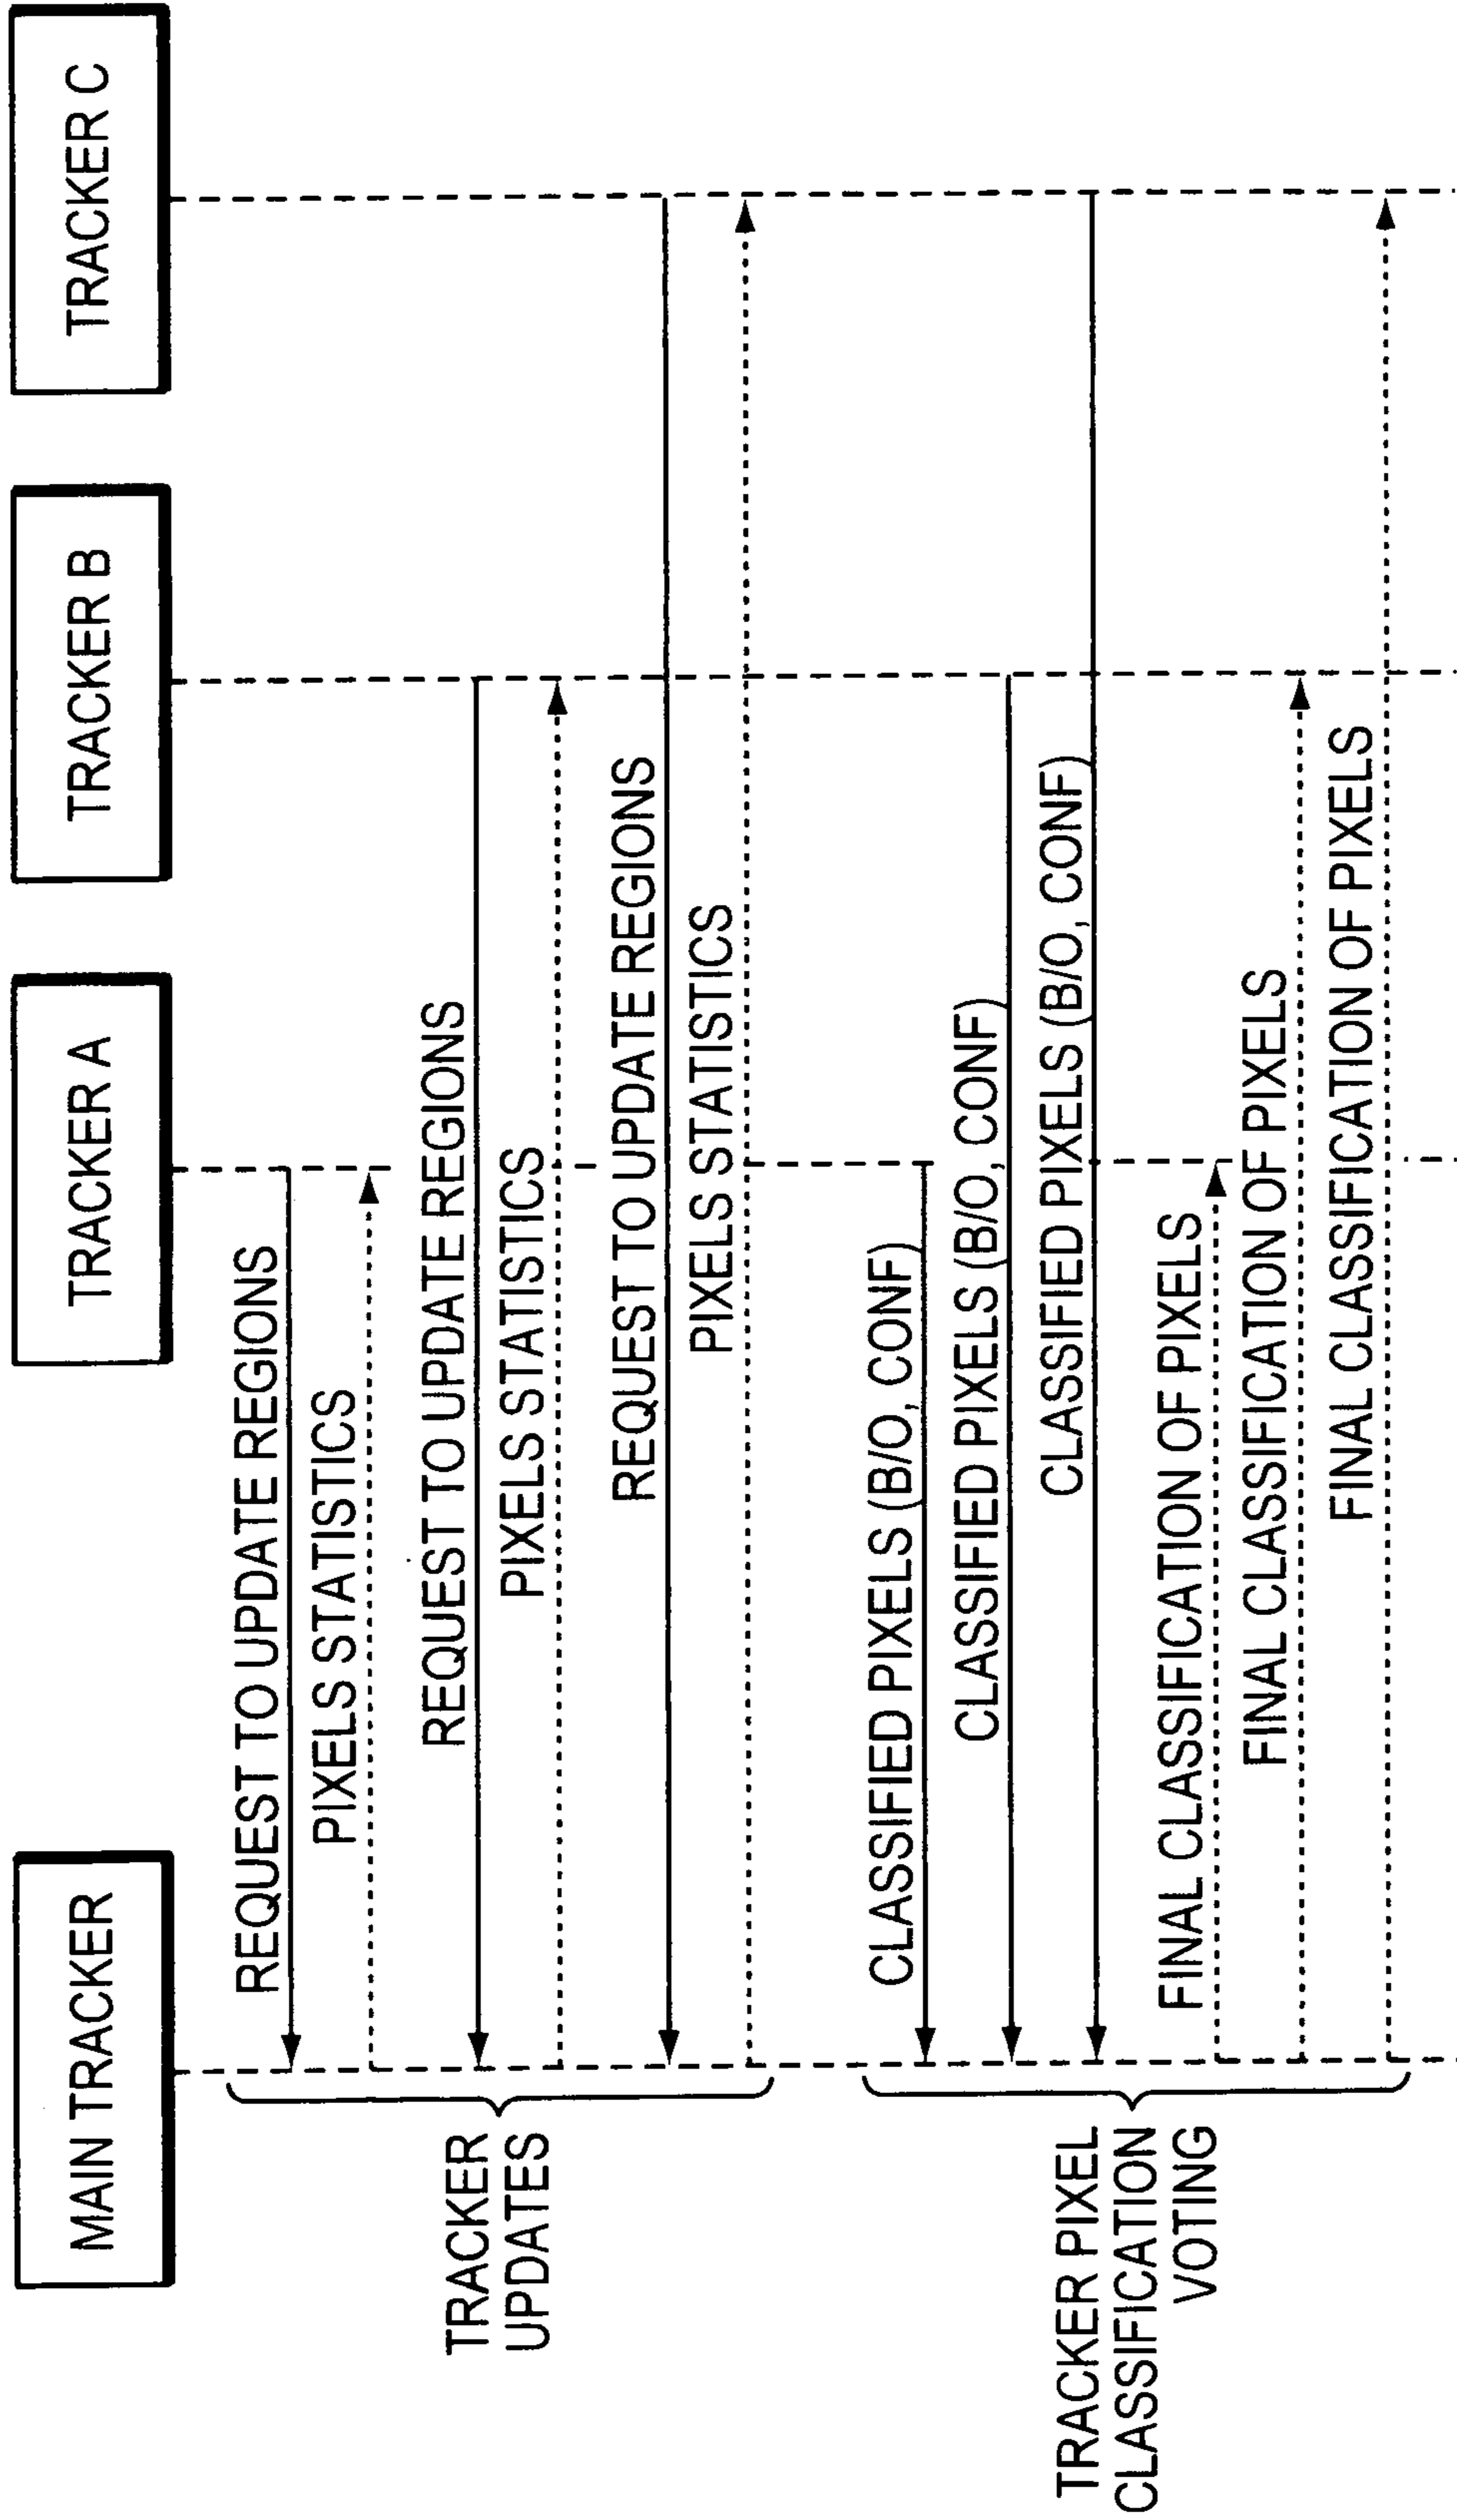 MAIN TRACKER
TRACKER A
TRACKER B
TRACKER C
REQUEST TO UPDATE REGIONS
PIXELS STATISTICS
REQUEST TO UPDATE REGIONS
PIXELS STATISTICS
REQUEST TO UPDATE REGIONS
PIXELS STATISTICS
TRACKER
UPDATES
CLASSIFIED PIXELS (B/O, CONF)
CLASSIFIED PIXELS (B/O, CONF)
CLASSIFIED PIXELS (B/O, CONF)
FINAL CLASSIFICATION OF PIXELS
FINAL CLASSIFICATION OF PIXELS
FINAL CLASSIFICATION OF PIXELS
TRACKER PIXEL
CLASSIFICATION
VOTING